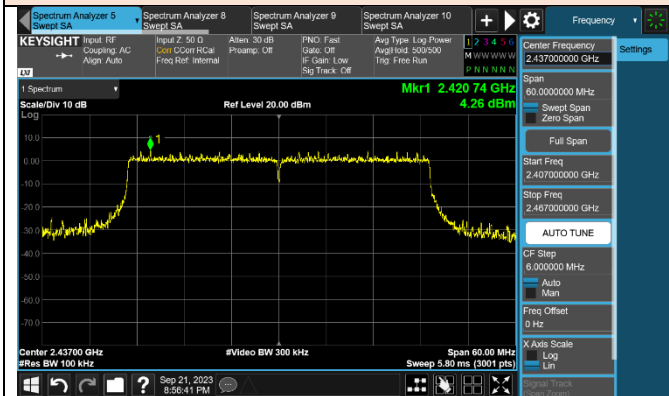 Spectrum Analyzer 5
Swept SA
Spectrum Analyzer 8
Swept SA
Spectrum Analyzer 9
Swept SA
Spectrum Analyzer 10
Swept SA
Frequency
KEYSIGHT
Input: RF
Coupling: AC
Align: Auto
Input Z: 50 Ω
Corr CCorr RCal
Freq Ref: Internal
Atten: 30 dB
Preamp: Off
PNO: Fast
Gate: Off
IF Gain: Low
Sig Track: Off
Avg Type: Log-Power
Avg|Hold: 500/500
Trig: Free Run
1 2 3 4 5 6
M W W W W W
P N N N N N
LXI
1 Spectrum
Scale/Div 10 dB
Log
Ref Level 20.00 dBm
Mkr1 2.420 74 GHz
4.26 dBm
1
10.0
0.00
-10.0
-20.0
-30.0
-40.0
-50.0
-60.0
-70.0
Center 2.43700 GHz
#Res BW 100 kHz
#Video BW 300 kHz
Span 60.00 MHz
Sweep 5.80 ms (3001 pts)
Sep 21, 2023
8:56:41 PM
Center Frequency
2.437000000 GHz
Settings
Span
60.0000000 MHz
Swept Span
Zero Span
Full Span
Start Freq
2.407000000 GHz
Stop Freq
2.467000000 GHz
AUTO TUNE
CF Step
6.000000 MHz
Auto
Man
Freq Offset
0 Hz
X Axis Scale
Log
Lin
Signal Track
(Span Zoom)